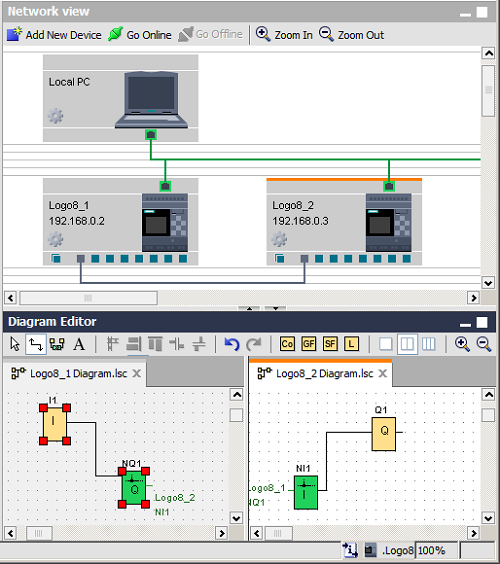 Network view
Add New Device Go Online Go Offline Zoom In Zoom Out
Local PC
Logo8_1
192.168.0.2
Logo8_2
192.168.0.3
Diagram Editor
A Co GF SF L
Logo8_1 Diagram.lsc
Logo8_2 Diagram.lsc
I1
I
NQ1
Q
Logo8_2
NI1
Q1
Q
NI1
I
ogo8_1
NQ1
.Logo8 100%